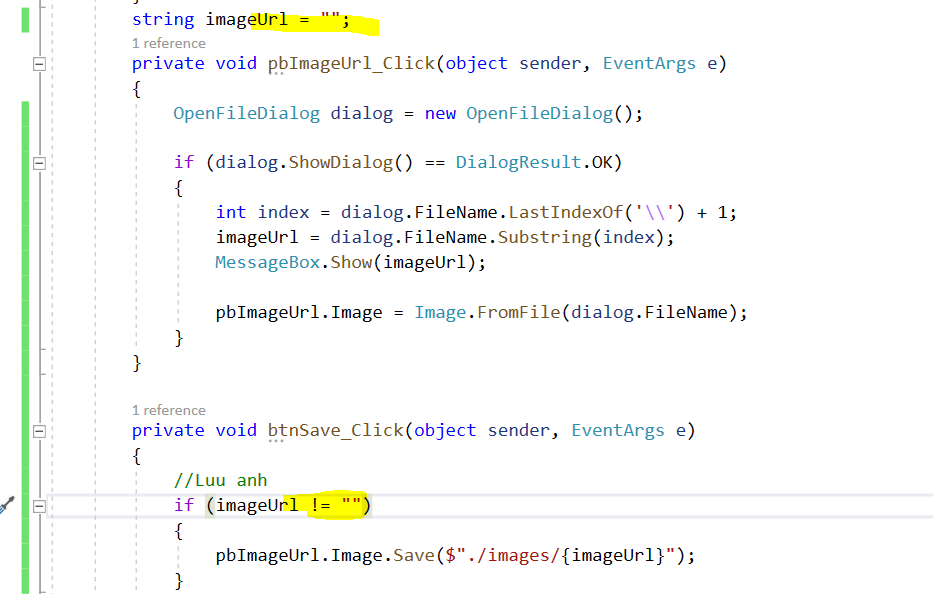 string imageUrl = "";
1 reference
private void pbImageUrl_Click(object sender, EventArgs e)
{
OpenFileDialog dialog = new OpenFileDialog();
if (dialog.ShowDialog() == DialogResult.OK)
{
int index = dialog.FileName.LastIndexOf('\\') + 1;
imageUrl = dialog.FileName.Substring(index);
MessageBox.Show(imageUrl);
pbImageUrl.Image = Image.FromFile(dialog.FileName);
}
}
1 reference
private void btnSave_Click(object sender, EventArgs e)
{
//Luu anh
if (imageUrl != "")
{
pbImageUrl.Image.Save($"./images/{imageUrl}");
}